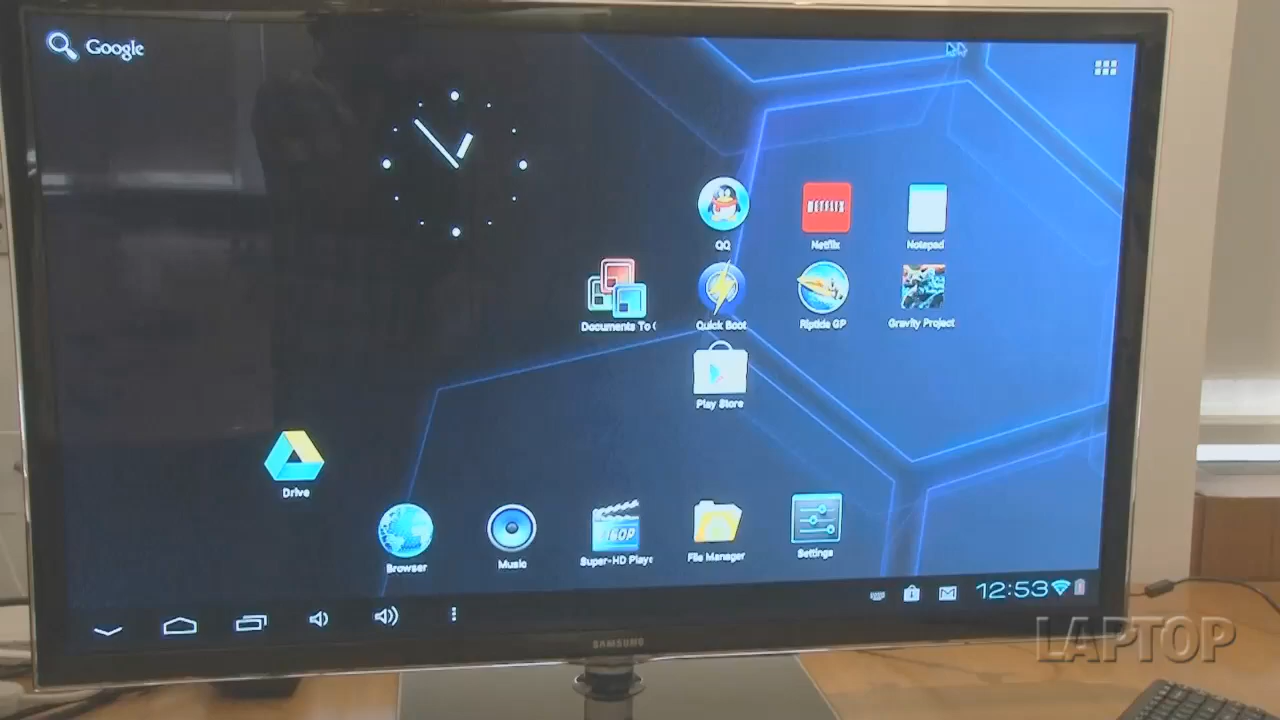 Google
QQ
Netflix
Notepad
NETFLIX
Documents To
Quick Boot
Riptide GP
Gravity Project
Play Store
Drive
Browser
Music
Super-HD Playe
File Manager
Settings
1080P
12:53
SAMSUNG
LAPTOP